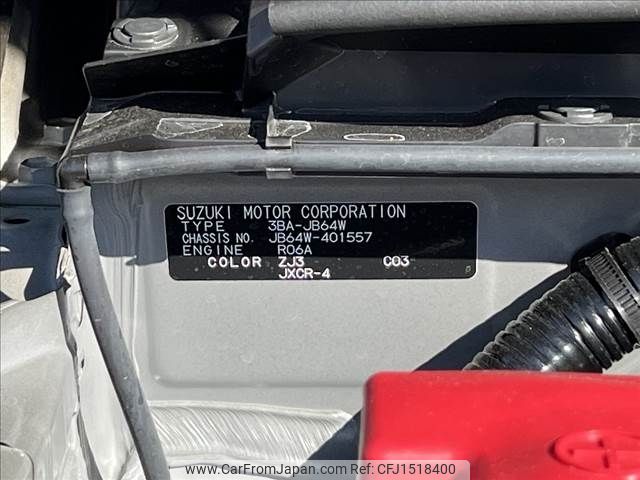 SUZUKI MOTOR CORPORATION
TYPE 3BA-JB64W
CHASSIS NO. JB64W-401557
ENGINE R06A
COLOR ZJ3 C03
JXCR-4
www.CarFromJapan.com - CFJ1518400